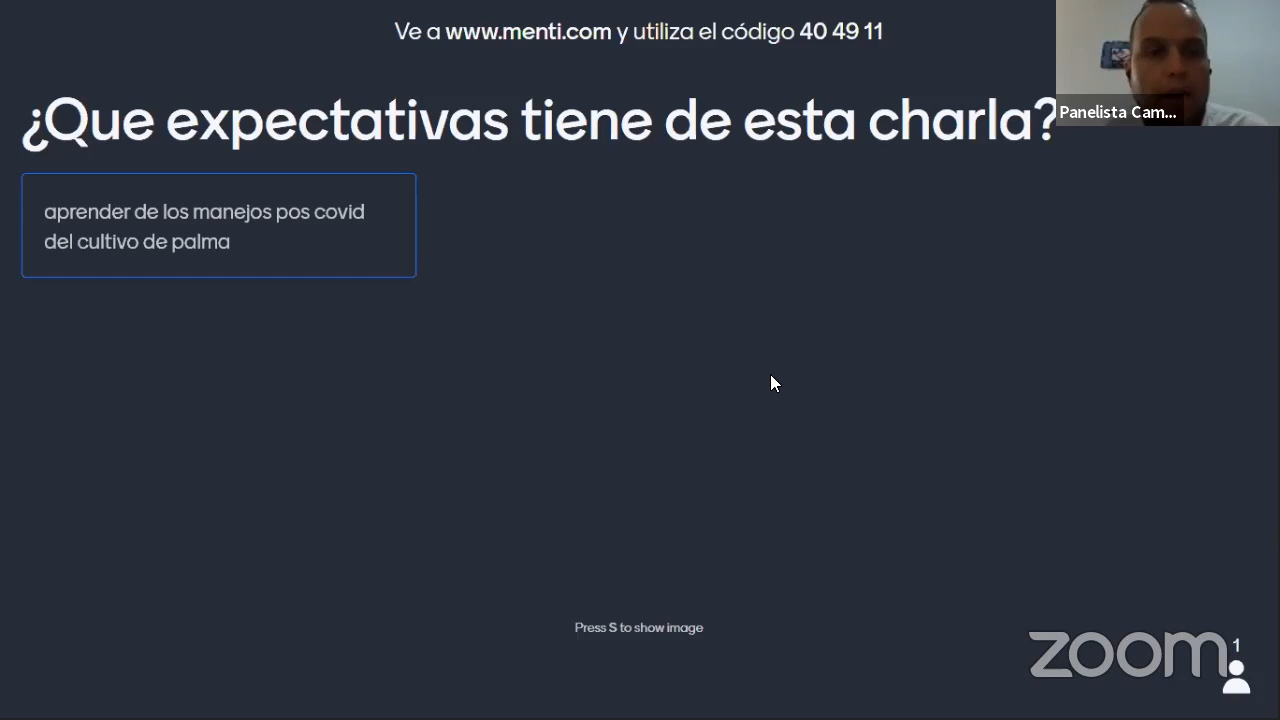 Ve a www.menti.com y utiliza el código 40 49 11
¿Que expectativas tiene de esta charla?
Panelista Cam...
aprender de los manejos pos covid
del cultivo de palma
Press S to show image
zoom
1